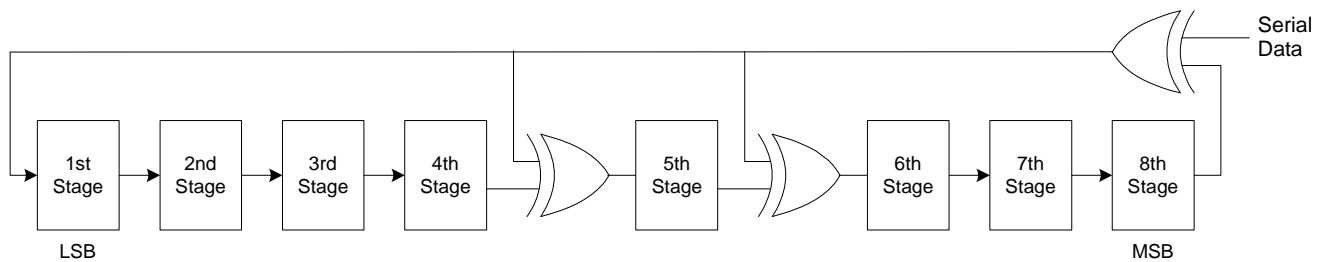 Serial
Data
1st
Stage
2nd
Stage
3rd
Stage
4th
Stage
5th
Stage
6th
Stage
7th
Stage
8th
Stage
LSB
MSB